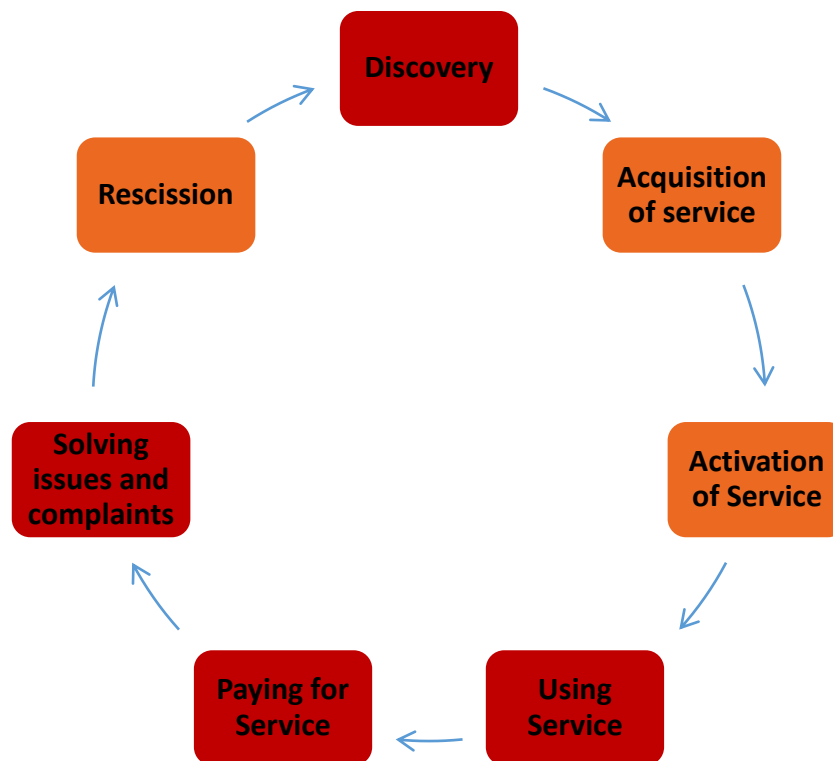 Discovery
Acquisition
of service
Activation
of Service
Using
Service
Paying for
Service
Solving
issues and
complaints
Rescission